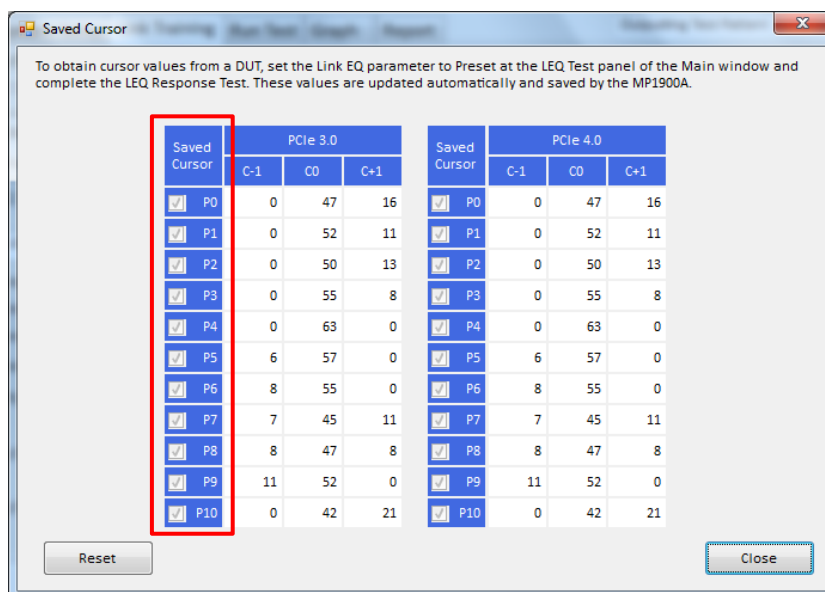 Saved Cursor
To obtain cursor values from a DUT, set the Link EQ parameter to Preset at the LEQ Test panel of the Main window and
complete the LEQ Response Test. These values are updated automatically and saved by the MP1900A.
Saved Cursor PCIe 3.0 Saved Cursor PCIe 4.0
C-1 C0 C+1 C-1 C0 C+1
P0 0 47 16 P0 0 47 16
P1 0 52 11 P1 0 52 11
P2 0 50 13 P2 0 50 13
P3 0 55 8 P3 0 55 8
P4 0 63 0 P4 0 63 0
P5 6 57 0 P5 6 57 0
P6 8 55 0 P6 8 55 0
P7 7 45 11 P7 7 45 11
P8 8 47 8 P8 8 47 8
P9 11 52 0 P9 11 52 0
P10 0 42 21 P10 0 42 21
Reset Close